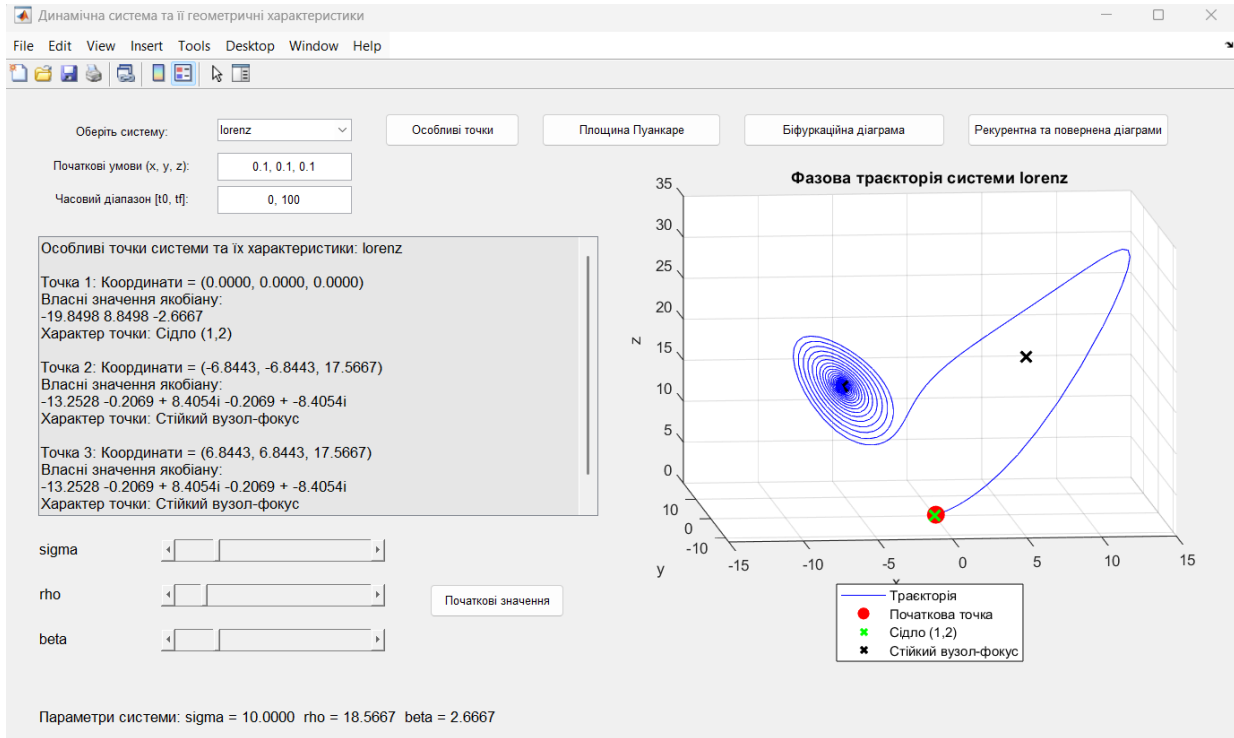 Динамічна система та її геометричні характеристики
File Edit View Insert Tools Desktop Window Help
Оберіть систему:
lorenz
Особливі точки
Площина Пуанкаре
Біфуркаційна діаграма
Рекурентна та повернена діаграми
Початкові умови (x, y, z):
0.1, 0.1, 0.1
Часовий діапазон [t0, tf]:
0, 100
Особливі точки системи та їх характеристики: lorenz
Точка 1: Координати = (0.0000, 0.0000, 0.0000)
Власні значення якобіану:
-19.8498 8.8498 -2.6667
Характер точки: Сідло (1,2)
Точка 2: Координати = (-6.8443, -6.8443, 17.5667)
Власні значення якобіану:
-13.2528 -0.2069 + 8.4054i -0.2069 + -8.4054i
Характер точки: Стійкий вузол-фокус
Точка 3: Координати = (6.8443, 6.8443, 17.5667)
Власні значення якобіану:
-13.2528 -0.2069 + 8.4054i -0.2069 + -8.4054i
Характер точки: Стійкий вузол-фокус
sigma
rho
beta
Початкові значення
Параметри системи: sigma = 10.0000 rho = 18.5667 beta = 2.6667
Фазова траєкторія системи lorenz
35
30
25
20
15
10
5
0
z
10
0
-10
y
-15 -10 -5 0 5 10 15
x
Траєкторія
Початкова точка
Сідло (1,2)
Стійкий вузол-фокус